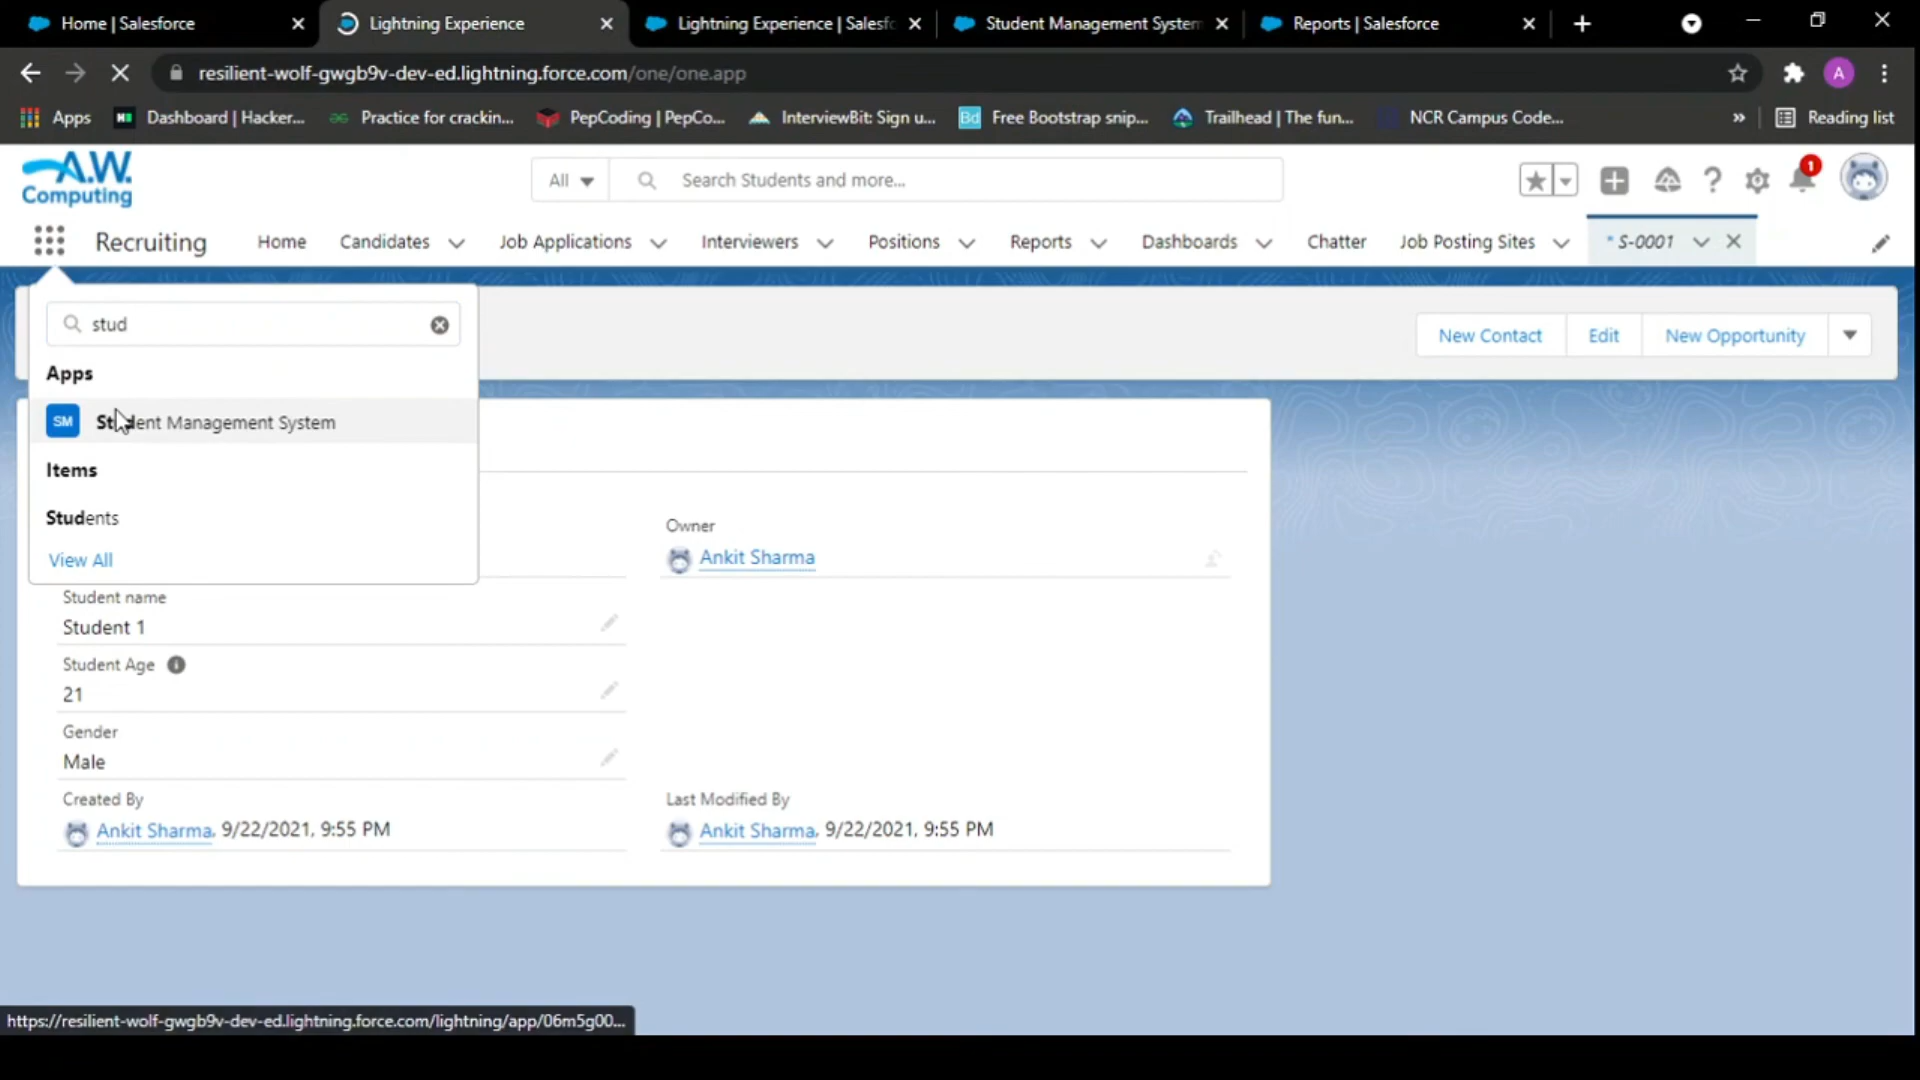 Home | Salesforce
Lightning Experience
Lightning Experience | Salesfo
Student Management System
Reports | Salesforce
resilient-wolf-gwgb9v-dev-ed.lightning.force.com/one/one.app
A
Apps
Dashboard | Hacker...
Practice for crackin...
PepCoding | PepCo...
InterviewBit: Sign u...
Bd Free Bootstrap snip...
Trailhead | The fun...
NCR Campus Code...
»
Reading list
A.W.
Computing
All
Search Students and more...
1
Recruiting
Home
Candidates
Job Applications
Interviewers
Positions
Reports
Dashboards
Chatter
Job Posting Sites
* S-0001
stud
New Contact
Edit
New Opportunity
Apps
SM Student Management System
Items
Students
View All
Owner
Ankit Sharma
Student name
Student 1
Student Age
21
Gender
Male
Created By
Ankit Sharma, 9/22/2021, 9:55 PM
Last Modified By
Ankit Sharma, 9/22/2021, 9:55 PM
https://resilient-wolf-gwgb9v-dev-ed.lightning.force.com/lightning/app/06m5g00...